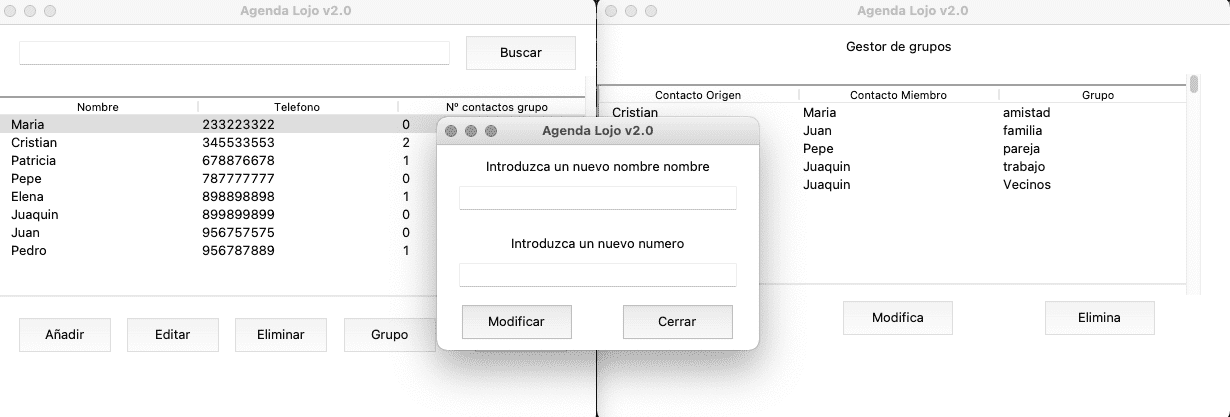 Agenda Lojo v2.0
Buscar
Nombre Telefono Nº contactos grupo
Maria 233223322 0
Cristian 345533553 2
Patricia 678876678 1
Pepe 787777777 0
Elena 898898898 1
Juaquin 899899899 0
Juan 956757575 0
Pedro 956787889 1
Añadir Editar Eliminar Grupo
Agenda Lojo v2.0
Introduzca un nuevo nombre nombre
Introduzca un nuevo numero
Modificar Cerrar
Agenda Lojo v2.0
Gestor de grupos
Contacto Origen Contacto Miembro Grupo
Cristian Maria amistad
Juan familia
Pepe pareja
Juaquin trabajo
Juaquin Vecinos
Modifica Elimina